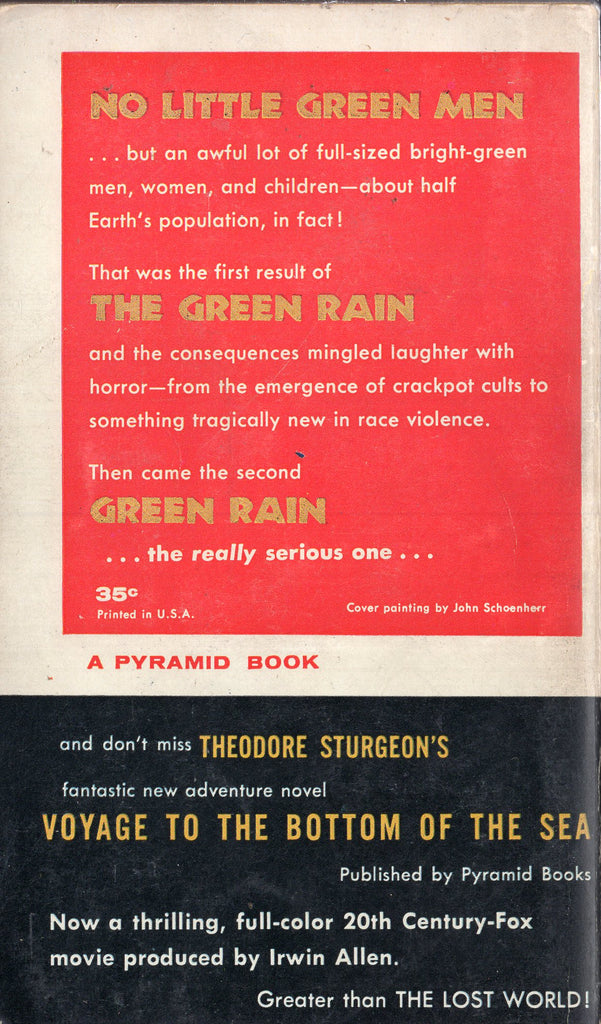 NO LITTLE GREEN MEN
. . . but an awful lot of full-sized bright-green
men, women, and children—about half
Earth's population, in fact!
That was the first result of
THE GREEN RAIN
and the consequences mingled laughter with
horror—from the emergence of crackpot cults to
something tragically new in race violence.
Then came the second
GREEN RAIN
. . . the really serious one . . .
35c
Printed in U.S.A.
Cover painting by John Schoenherr
A PYRAMID BOOK
and don't miss THEODORE STURGEON'S
fantastic new adventure novel
VOYAGE TO THE BOTTOM OF THE SEA
Published by Pyramid Books
Now a thrilling, full-color 20th Century-Fox
movie produced by Irwin Allen.
Greater than THE LOST WORLD!